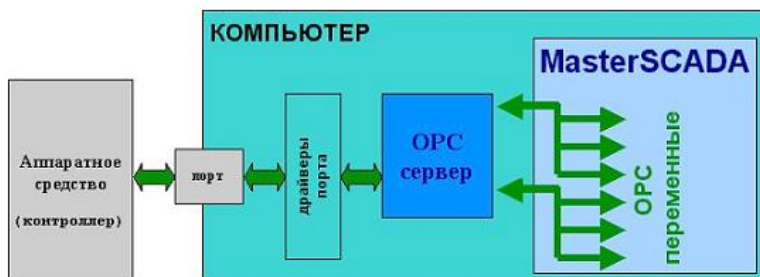 КОМПЬЮТЕР
MasterSCADA
Аппаратное
средство
(контроллер)
порт
драйверы
порта
OPC
сервер
OPC
переменные